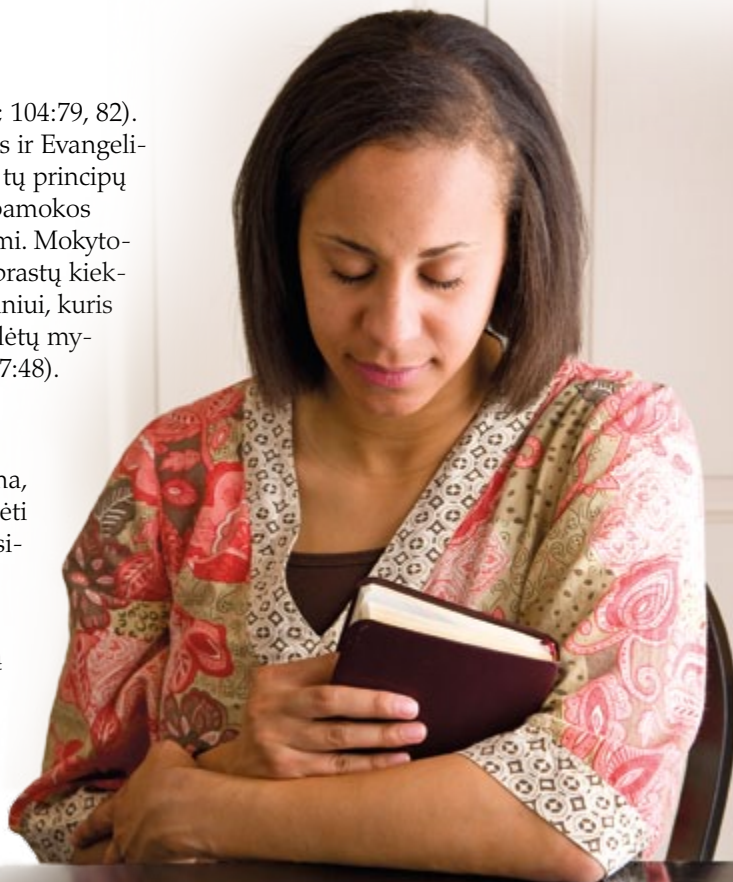 104:79, 82).
s ir Evangeli-
tų principų
pamokos
mi. Mokyto-
prastų kiek-
niui, kuris
lėtų my-
7:48).
na,
ėti
si-